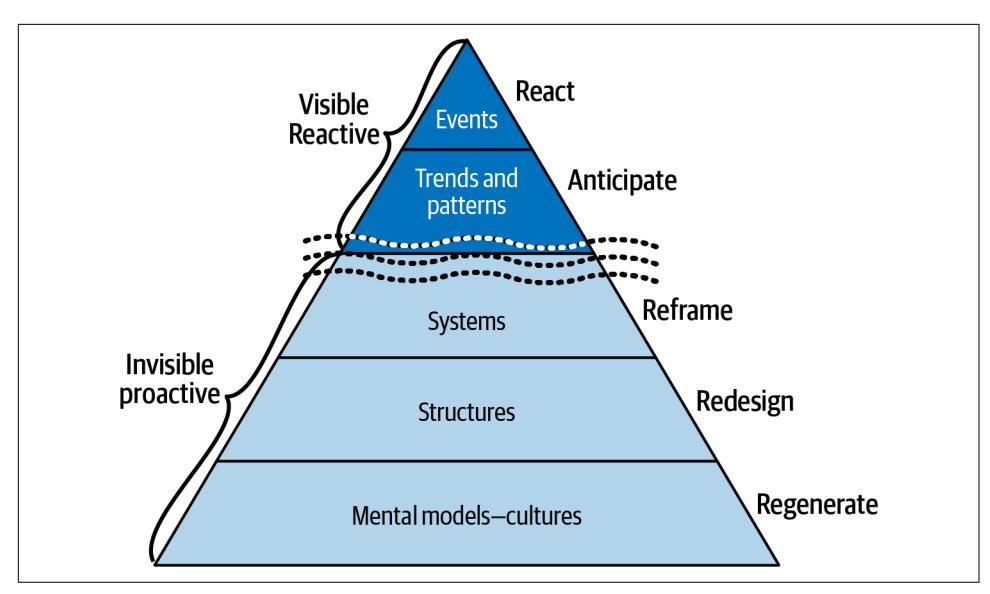 Visible
Reactive
React
Events
Trends and
patterns
Anticipate
Reframe
Systems
Invisible
proactive
Structures
Redesign
Mental models—cultures
Regenerate